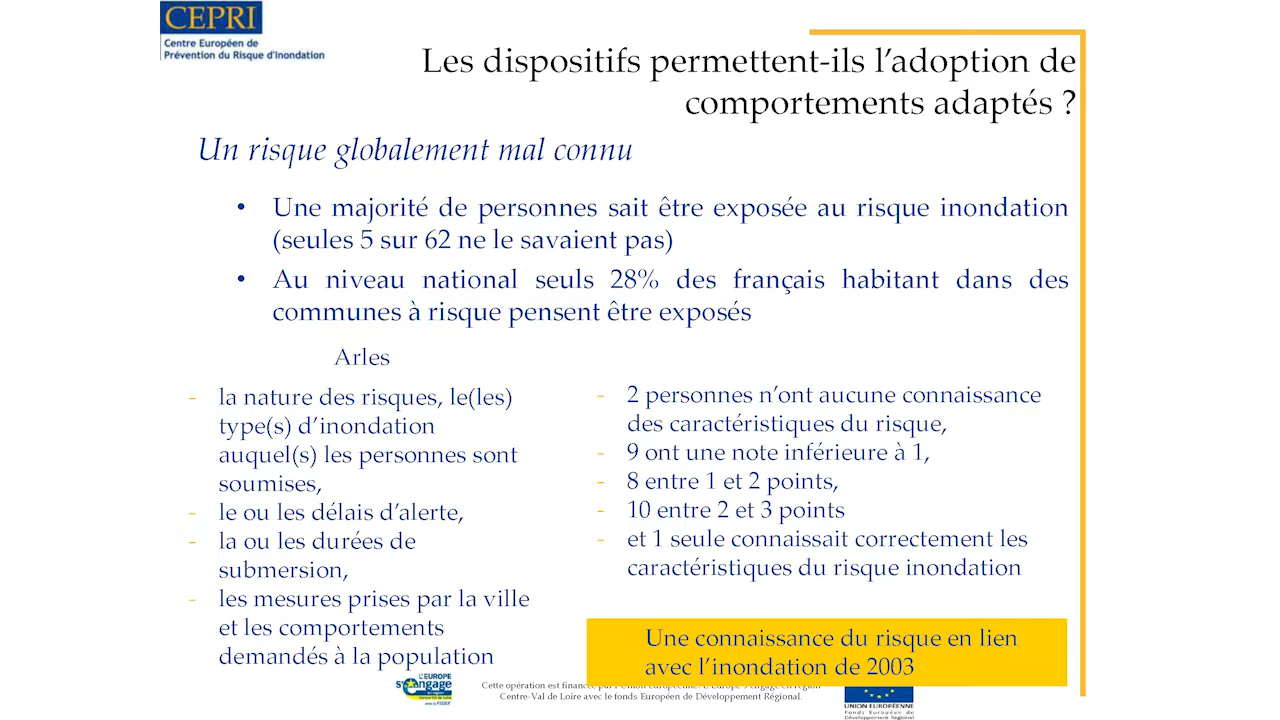 CEPRI
Centre Européen de
Prévention du Risque d'Inondation
Les dispositifs permettent-ils l'adoption de
comportements adaptés ?
Un risque globalement mal connu
• Une majorité de personnes sait être exposée au risque inondation
(seules 5 sur 62 ne le savaient pas)
• Au niveau national seuls 28% des français habitant dans des
communes à risque pensent être exposés
Arles
- la nature des risques, le(les)
type(s) d'inondation
auquel(s) les personnes sont
soumises,
- le ou les délais d'alerte,
- la ou les durées de
submersion,
- les mesures prises par la ville
et les comportements
demandés à la population
- 2 personnes n'ont aucune connaissance
des caractéristiques du risque,
- 9 ont une note inférieure à 1,
- 8 entre 1 et 2 points,
- 10 entre 2 et 3 points
- et 1 seule connaissait correctement les
caractéristiques du risque inondation
Une connaissance du risque en lien
avec l'inondation de 2003
L'EUROPE
s'engage
en région
Centre-Val de Loire
avec le FEDER
Cette opération est financée par l'Union européenne. L'Europe s'engage en région
Centre-Val de Loire avec le fonds Européen de Développement Régional.
UNION EUROPÉENNE
Fonds Européen de
Développement Régional